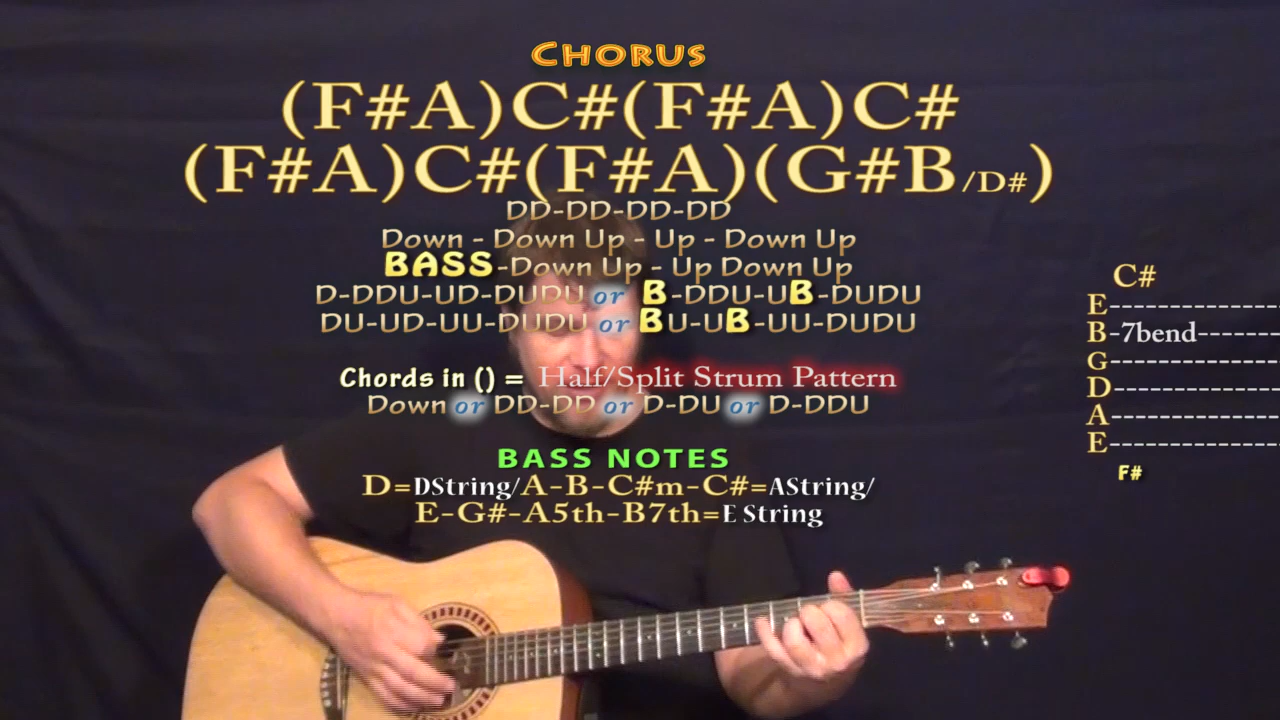 CHORUS
(F#A)C#(F#A)C#
(F#A)C#(F#A)(G#B/D#)
DD-DD-DD-DD
Down - Down Up - Up - Down Up
BASS-Down Up - Up Down Up
D-DDU-UD-DUDU or B-DDU-UB-DUDU
DU-UD-UU-DUDU or BU-UB-UU-DUDU
Chords in () = Half/Split Strum Pattern
Down or DD-DD or D-DU or D-DDU
BASS NOTES
D=DString/A-B-C#m-C#=AString/
E-G#-A5th-B7th=E String
C#
E----------------
B-7bend-------
G----------------
D----------------
A----------------
E----------------
F#